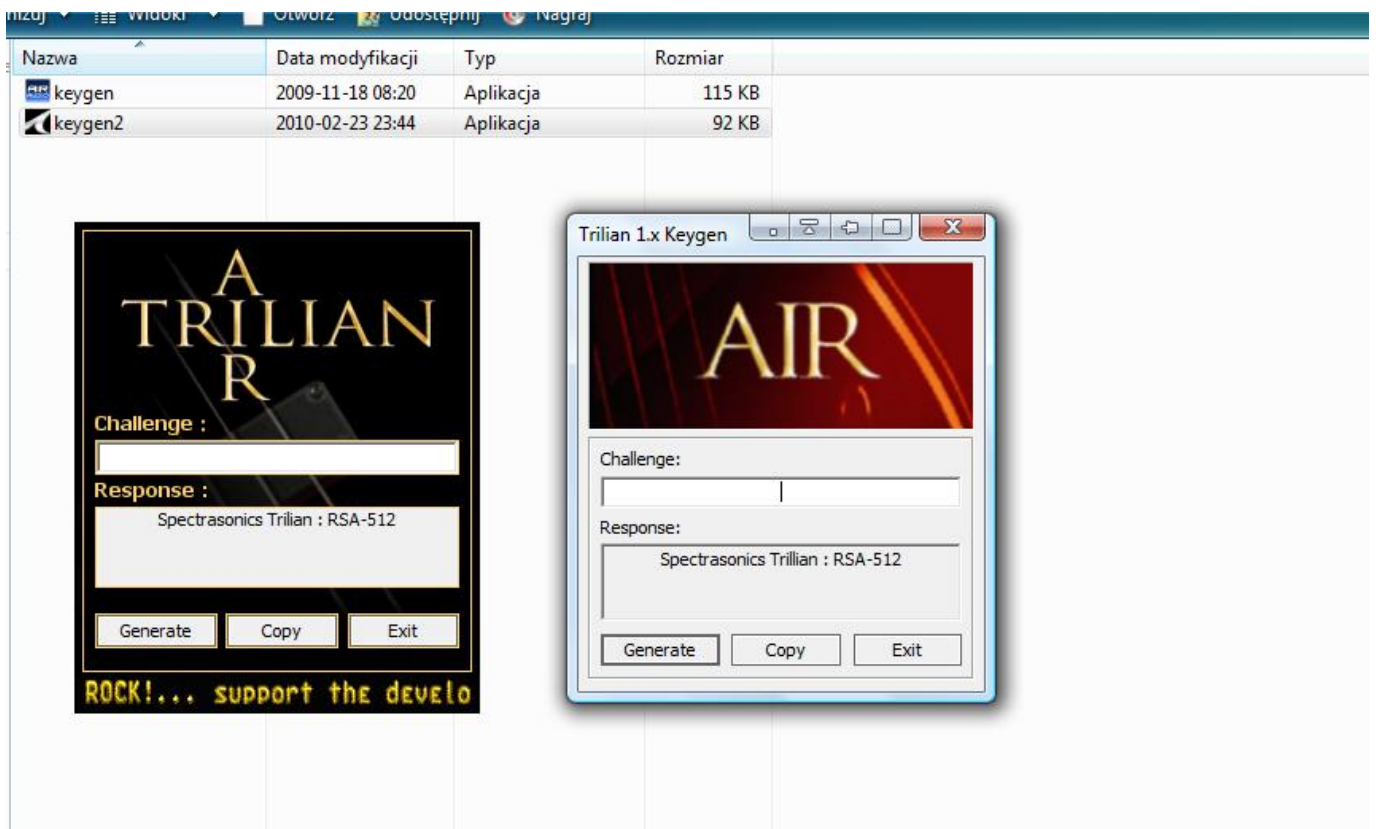 Widoki Otwórz Udostępnij Nagraj
Nazwa Data modyfikacji Typ Rozmiar
keygen 2009-11-18 08:20 Aplikacja 115 KB
keygen2 2010-02-23 23:44 Aplikacja 92 KB
A
TRILIAN
R
Challenge :
Response :
Spectrasonics Trilian : RSA-512
Generate Copy Exit
ROCK!... support the develo
Trilian 1.x Keygen
AIR
Challenge:
Response:
Spectrasonics Trillian : RSA-512
Generate Copy Exit